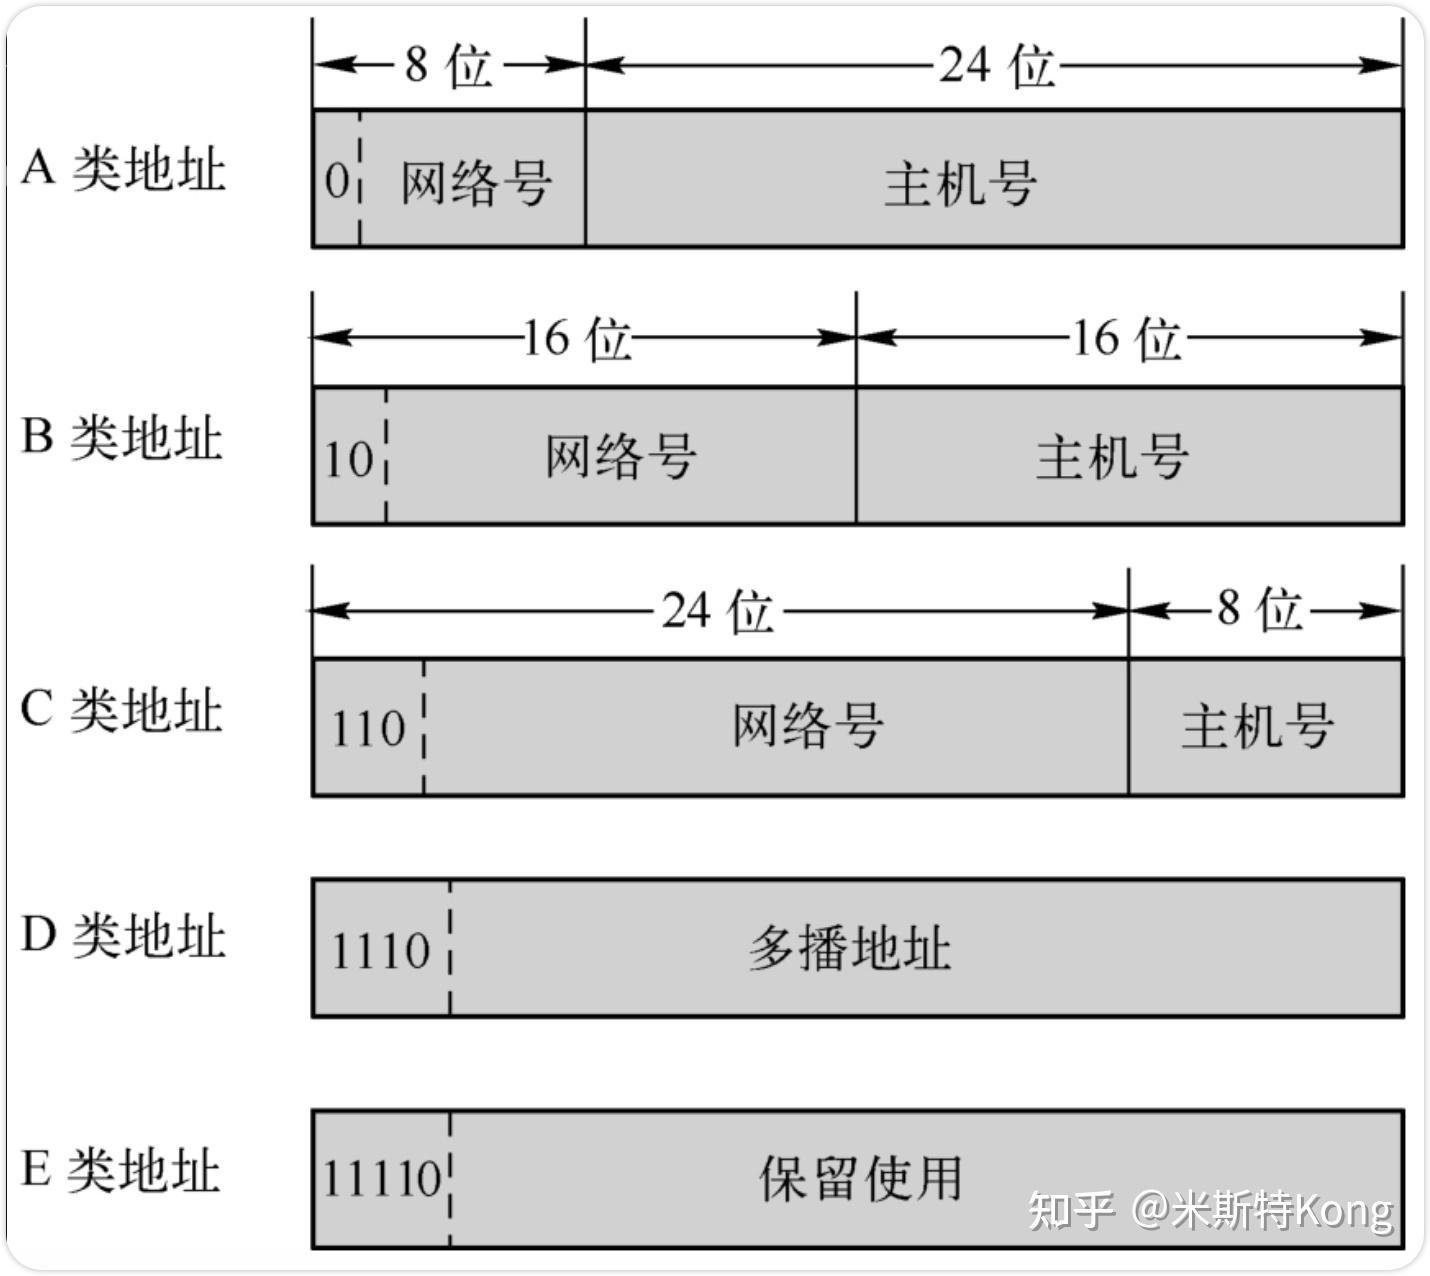 8 位 24 位
A 类地址 0 网络号 主机号
16 位 16 位
B 类地址 10 网络号 主机号
24 位 8 位
C 类地址 110 网络号 主机号
D 类地址 1110 多播地址
E 类地址 11110 保留使用
知乎 @米斯特Kong